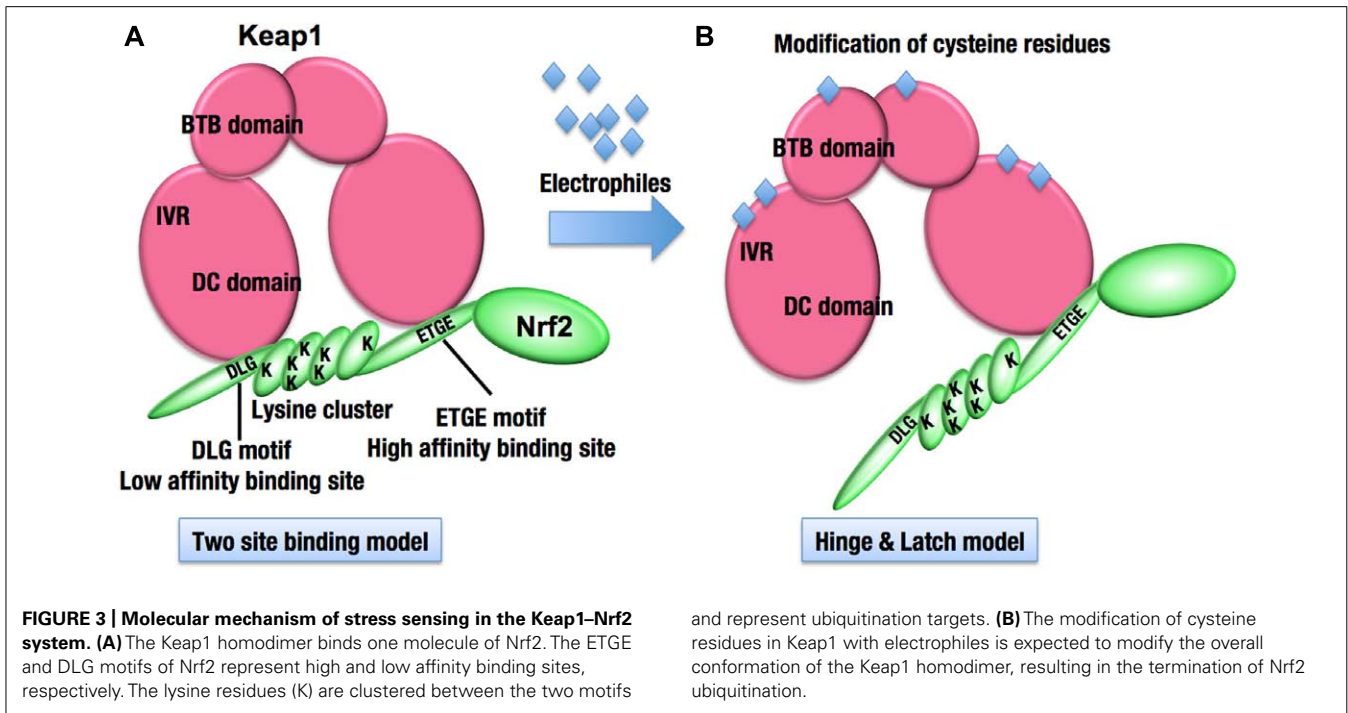 A
Keap1
BTB domain
IVR
DC domain
DLG
K
K
K
K
K
K
K
ETGE
Nrf2
Lysine cluster
DLG motif
Low affinity binding site
ETGE motif
High affinity binding site
Two site binding model
Electrophiles
B
Modification of cysteine residues
BTB domain
IVR
DC domain
DLG
K
K
K
K
K
K
K
ETGE
Hinge & Latch model
FIGURE 3 | Molecular mechanism of stress sensing in the Keap1–Nrf2
system. (A) The Keap1 homodimer binds one molecule of Nrf2. The ETGE
and DLG motifs of Nrf2 represent high and low affinity binding sites,
respectively. The lysine residues (K) are clustered between the two motifs
and represent ubiquitination targets. (B) The modification of cysteine
residues in Keap1 with electrophiles is expected to modify the overall
conformation of the Keap1 homodimer, resulting in the termination of Nrf2
ubiquitination.